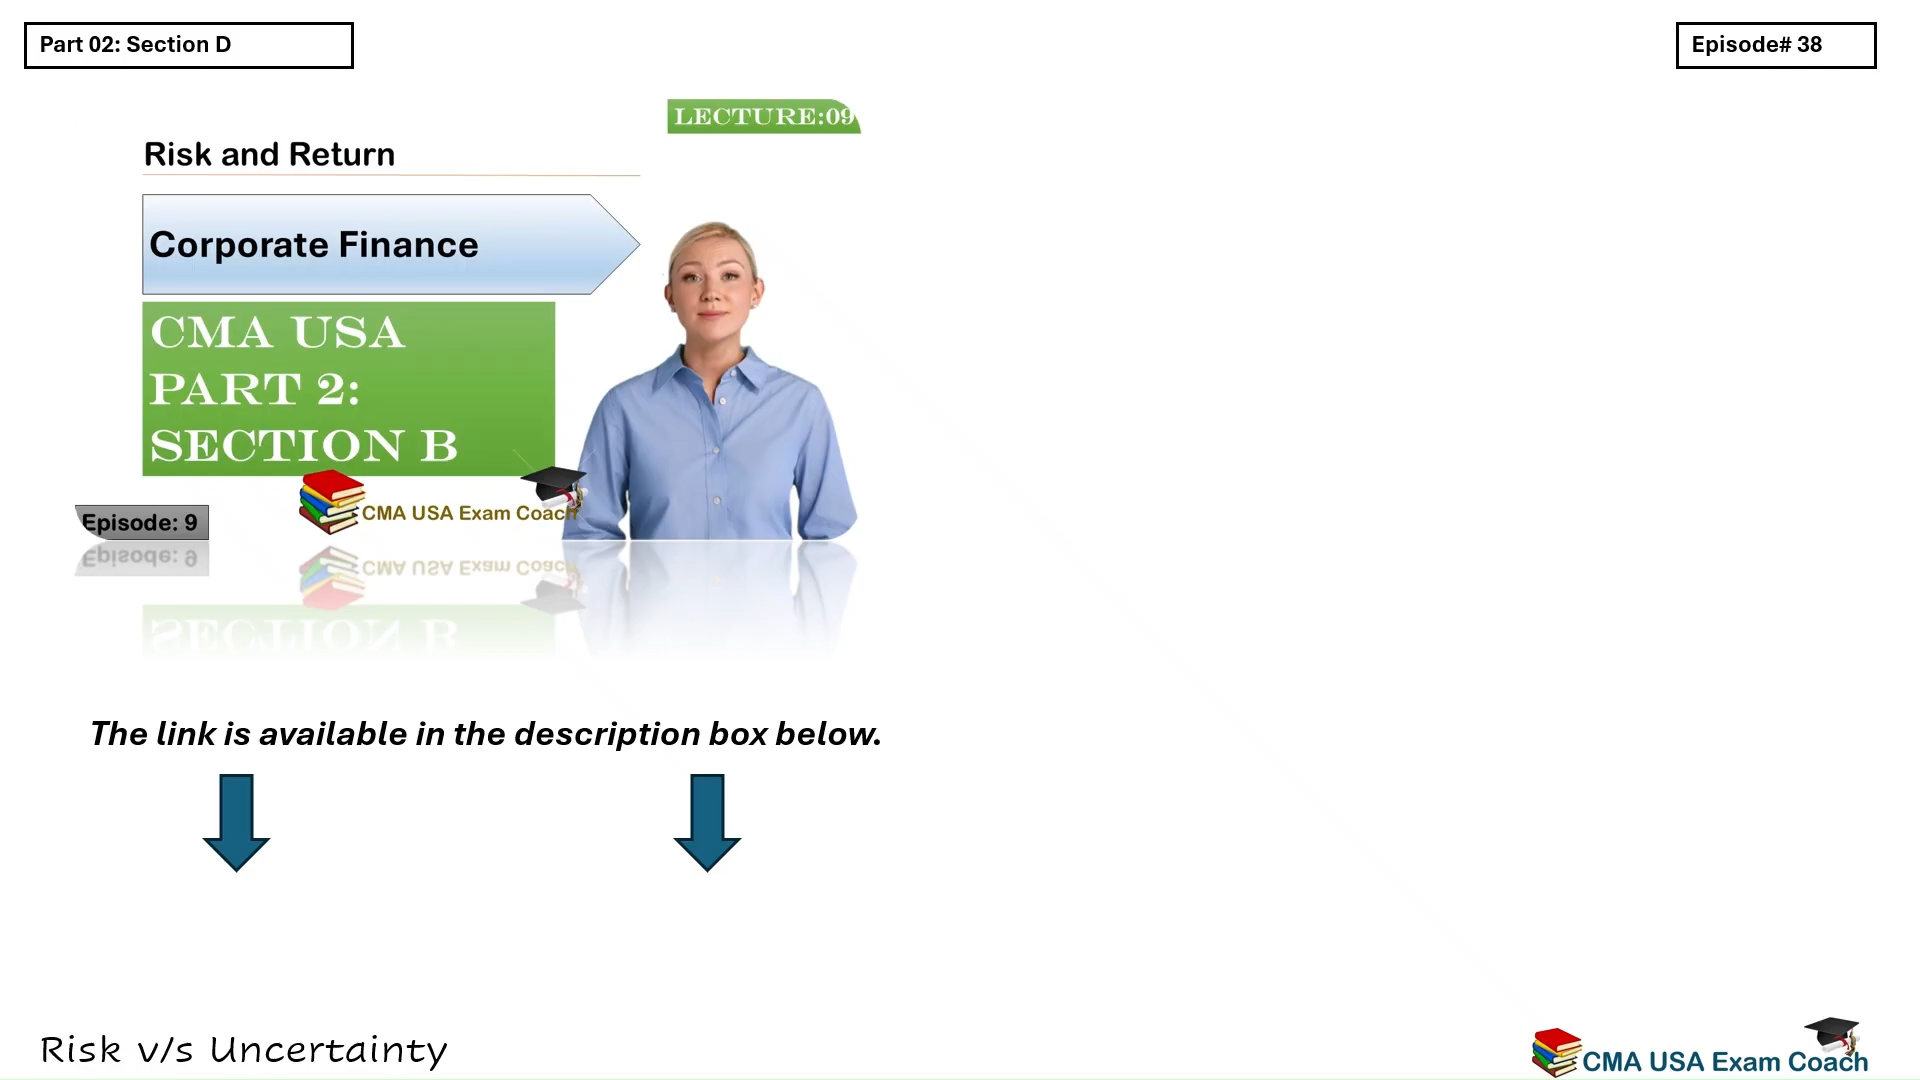 Part 02: Section D
Episode# 38
LECTURE:09
Risk and Return
Corporate Finance
CMA USA
PART 2:
SECTION B
CMA USA Exam Coach
Episode: 9
The link is available in the description box below.
Risk v/s Uncertainty
CMA USA Exam Coach